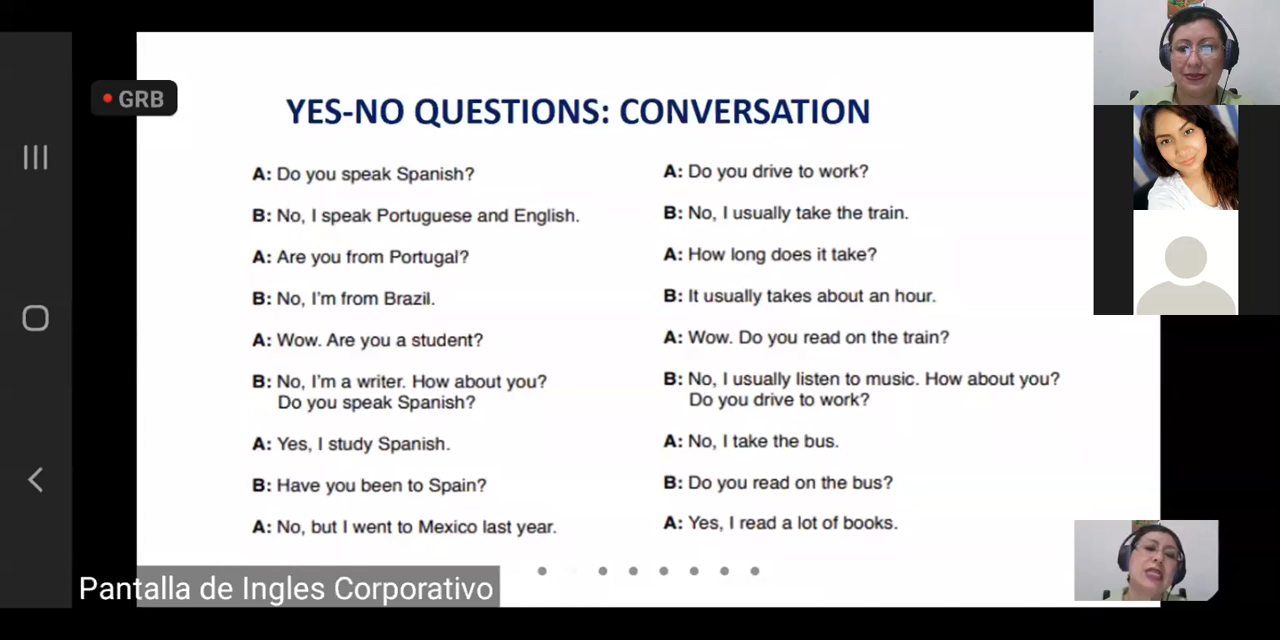 GRB
YES-NO QUESTIONS: CONVERSATION
A: Do you speak Spanish?
B: No, I speak Portuguese and English.
A: Are you from Portugal?
B: No, I'm from Brazil.
A: Wow. Are you a student?
B: No, I'm a writer. How about you?
Do you speak Spanish?
A: Yes, I study Spanish.
B: Have you been to Spain?
A: No, but I went to Mexico last year.
A: Do you drive to work?
B: No, I usually take the train.
A: How long does it take?
B: It usually takes about an hour.
A: Wow. Do you read on the train?
B: No, I usually listen to music. How about you?
Do you drive to work?
A: No, I take the bus.
B: Do you read on the bus?
A: Yes, I read a lot of books.
Pantalla de Ingles Corporativo